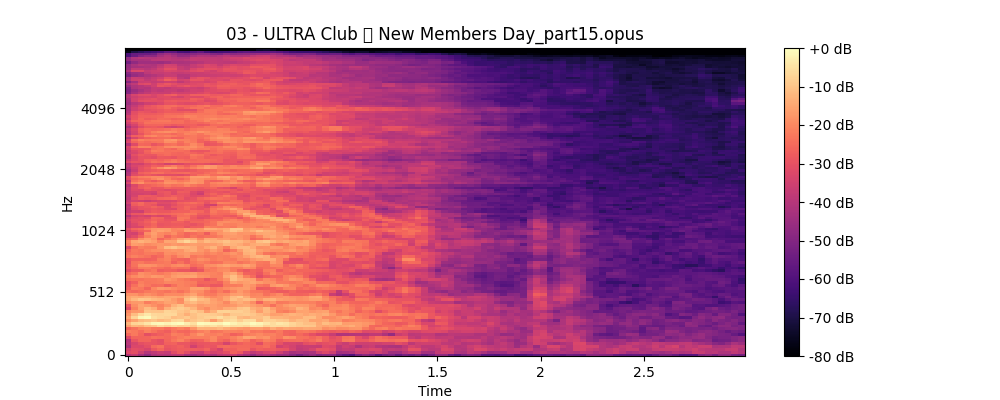 03 - ULTRA Club ▯ New Members Day_part15.opus
Hz
4096
2048
1024
512
0
0
0.5
1
1.5
2
2.5
Time
+0 dB
-10 dB
-20 dB
-30 dB
-40 dB
-50 dB
-60 dB
-70 dB
-80 dB